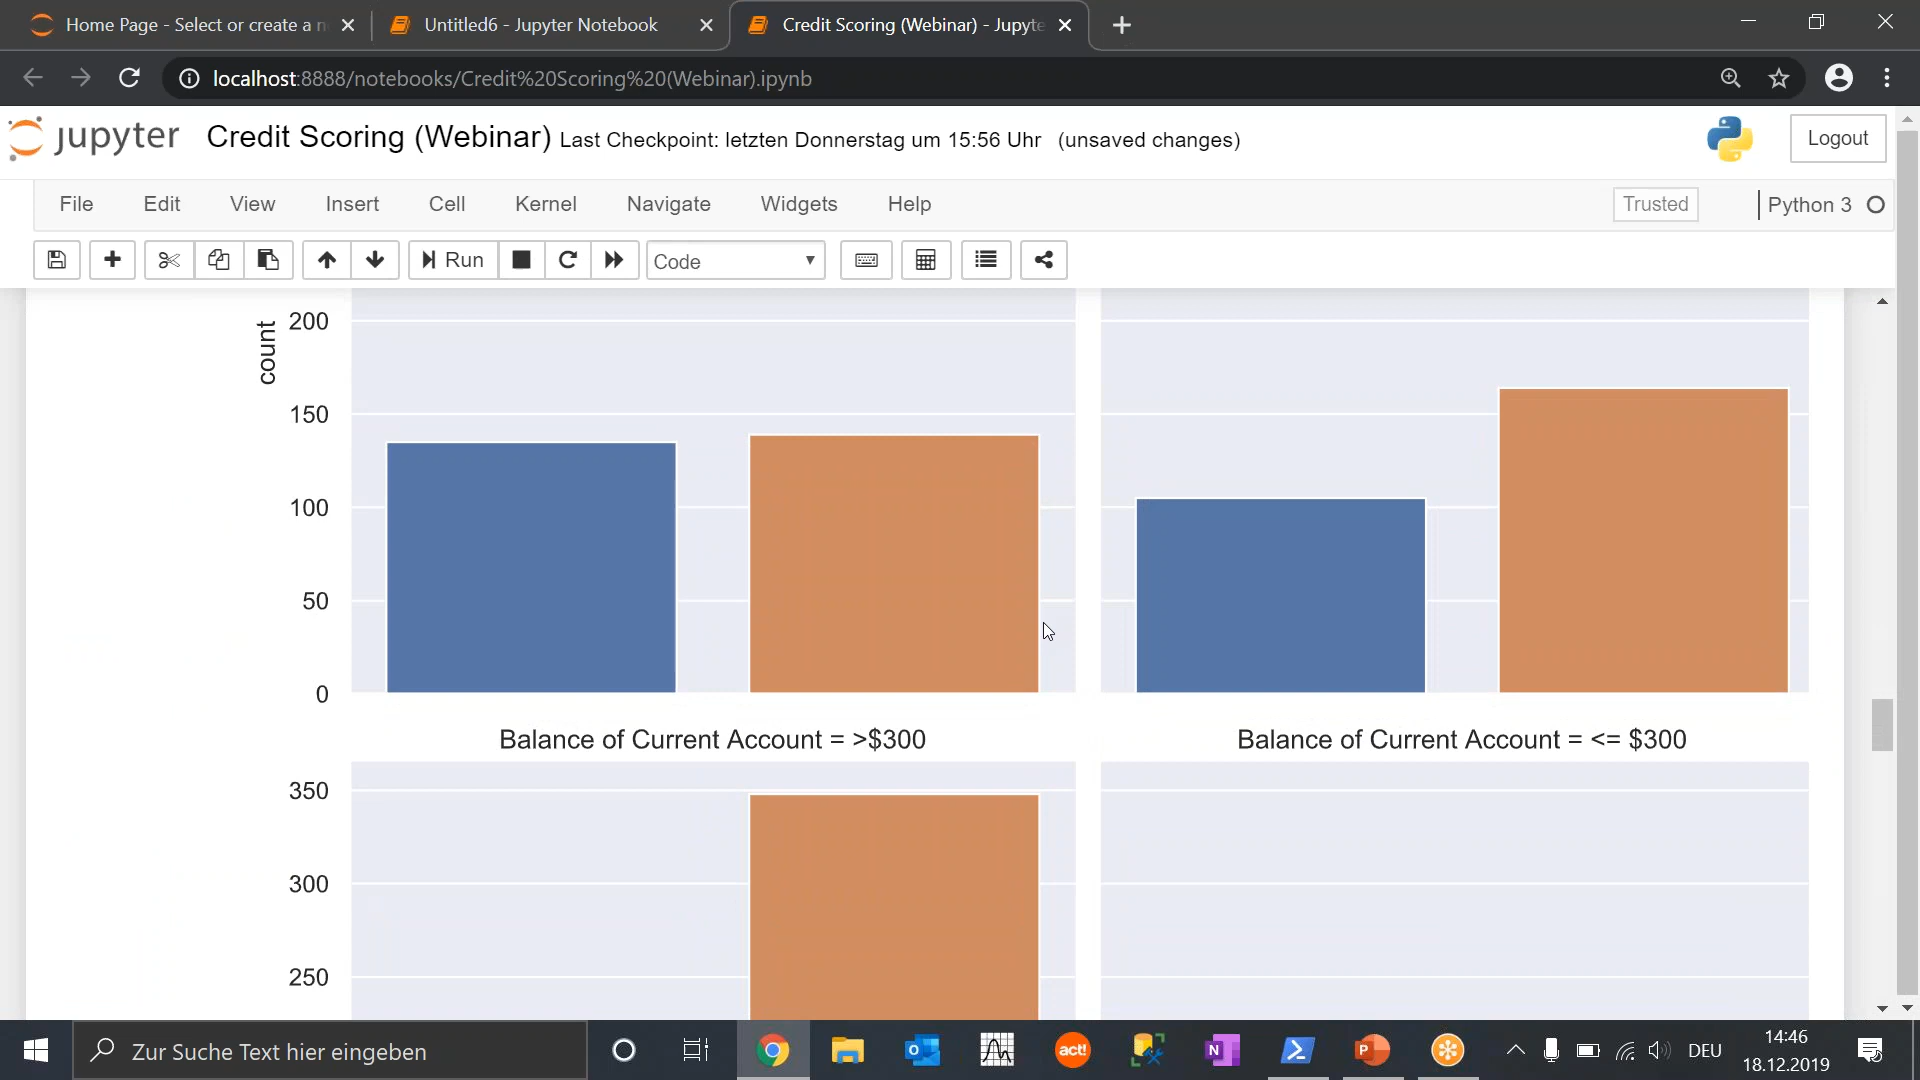 Home Page - Select or create a n
Untitled6 - Jupyter Notebook
Credit Scoring (Webinar) - Jupyte
localhost:8888/notebooks/Credit%20Scoring%20(Webinar).ipynb
jupyter
Credit Scoring (Webinar) Last Checkpoint: letzten Donnerstag um 15:56 Uhr (unsaved changes)
Logout
File Edit View Insert Cell Kernel Navigate Widgets Help
Trusted
Python 3
Run
Code
count
200
150
100
50
0
Balance of Current Account = >$300
Balance of Current Account = <= $300
350
300
250
Zur Suche Text hier eingeben
act!
DEU
14:46
18.12.2019